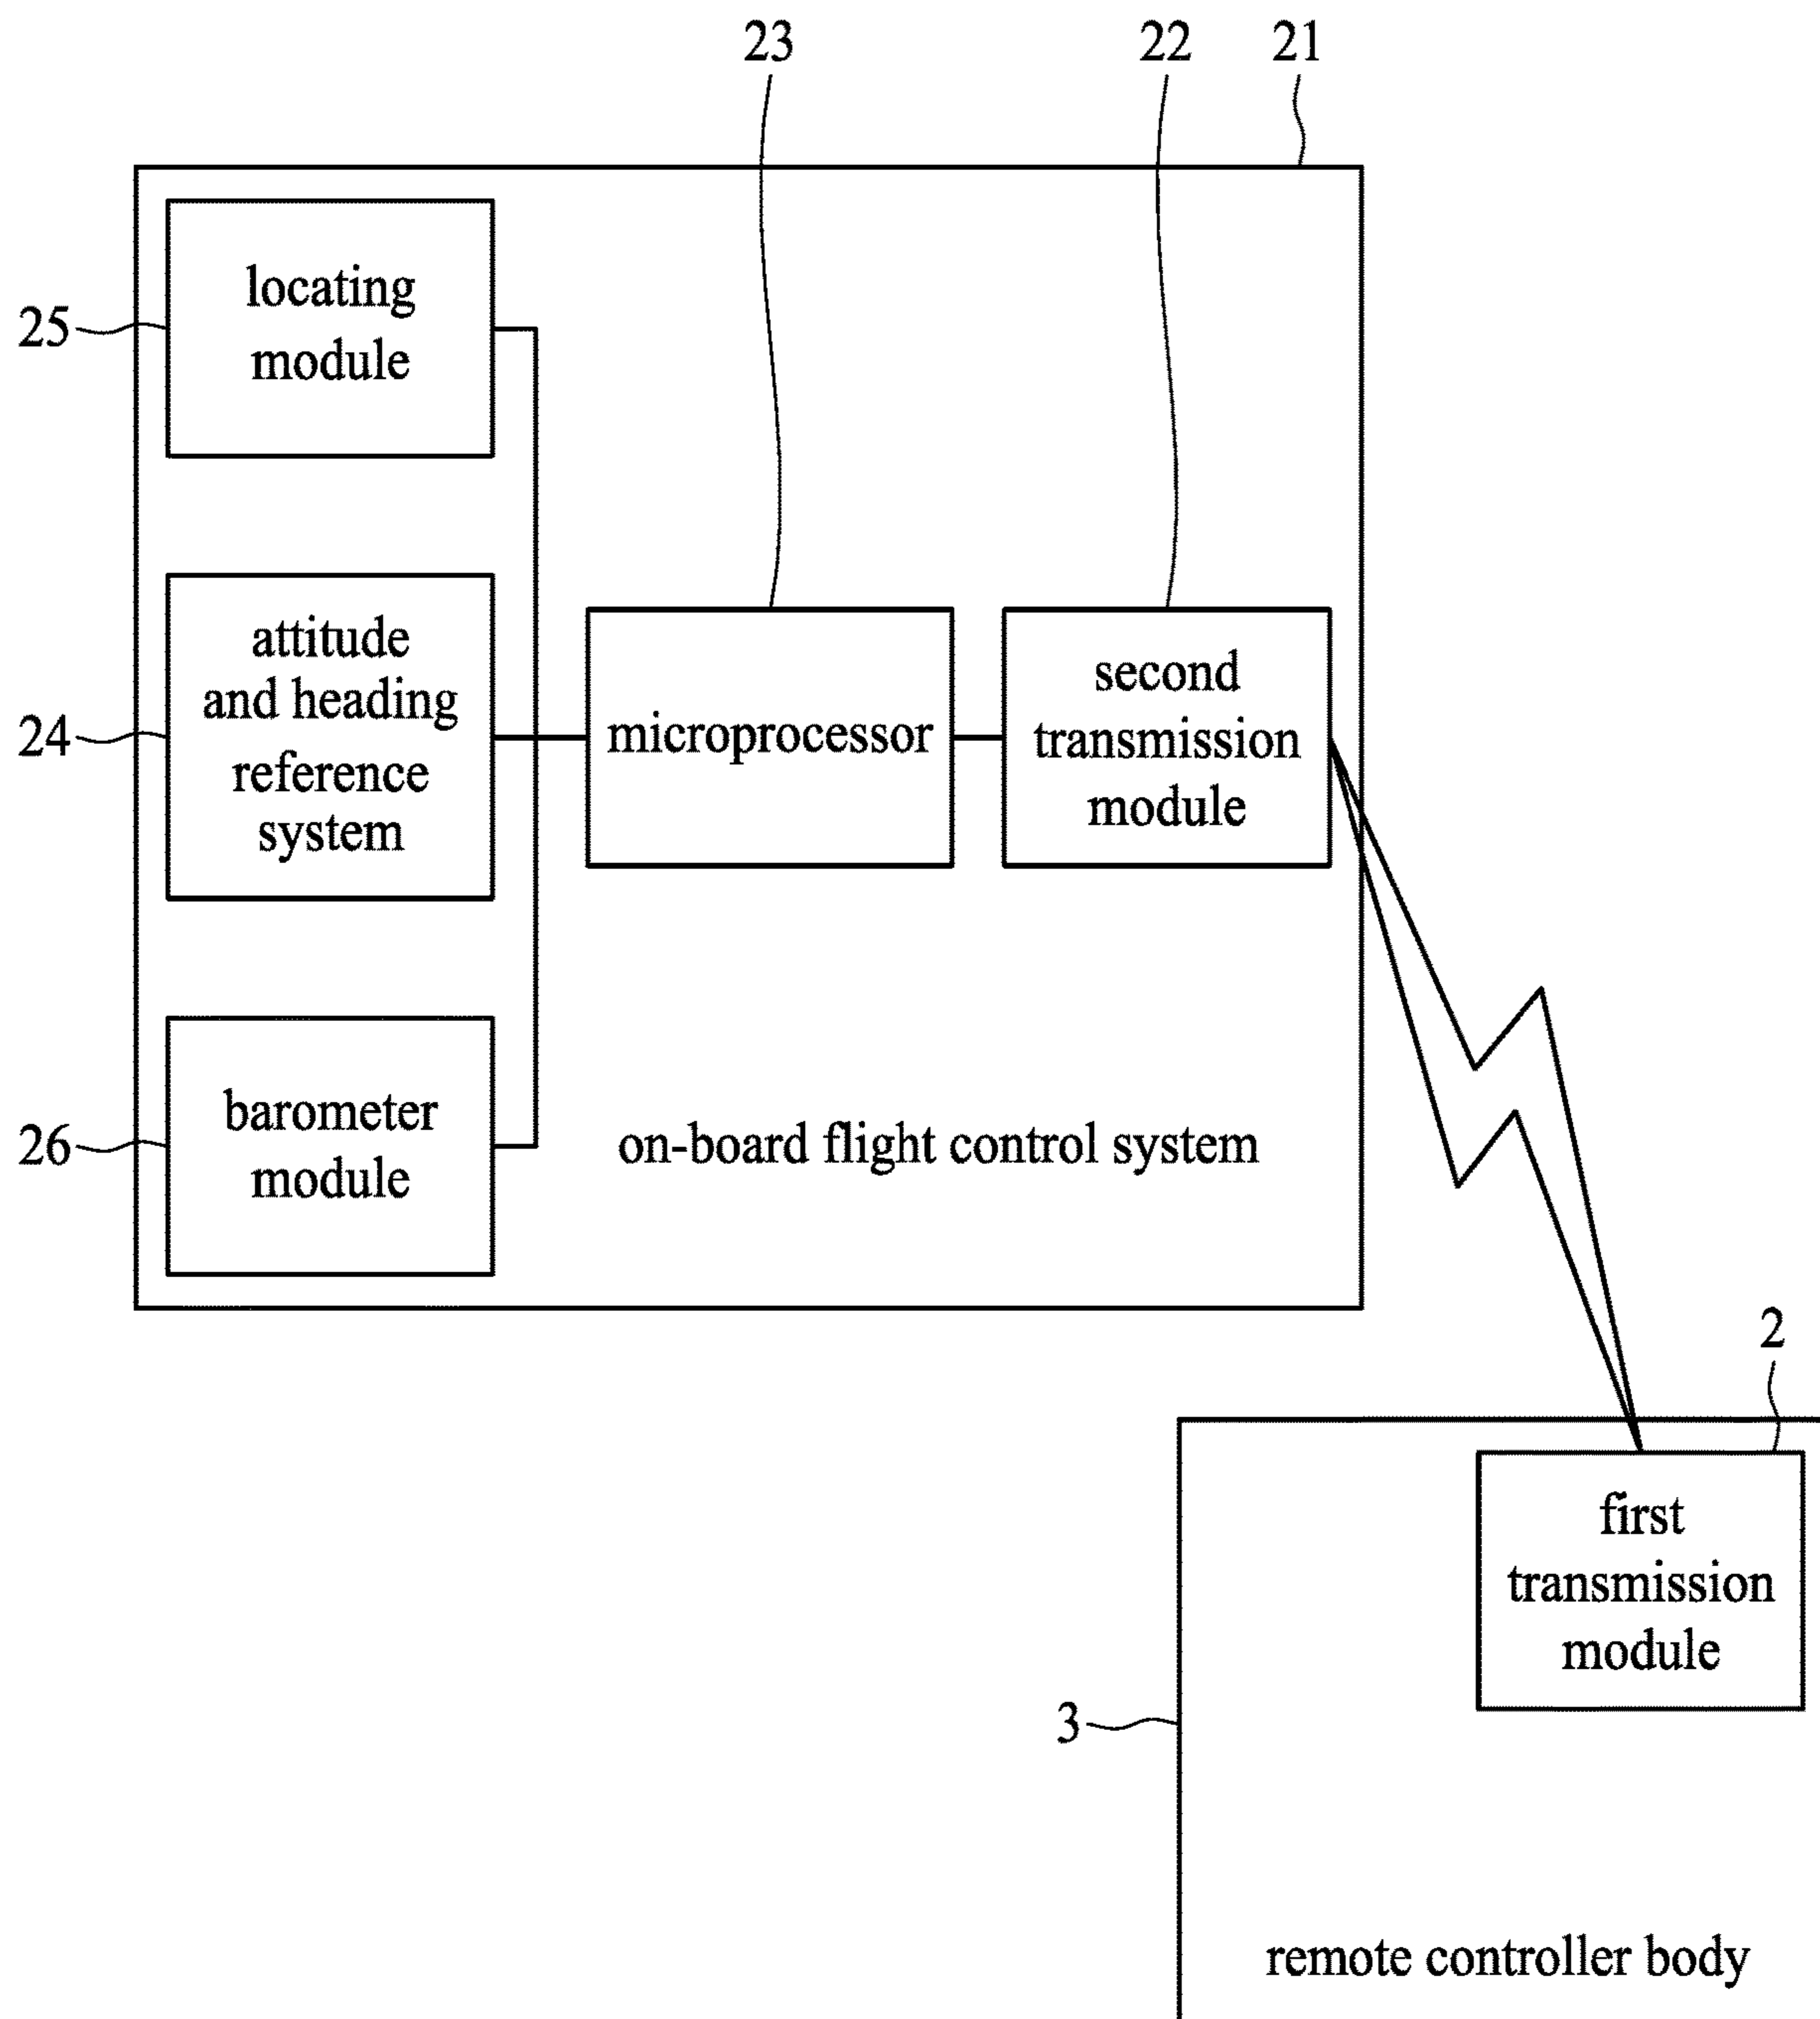 23
22
21
locating
module
25
attitude
and heading
reference
system
24
microprocessor
second
transmission
module
barometer
module
26
on-board flight control system
2
first
transmission
module
3
remote controller body